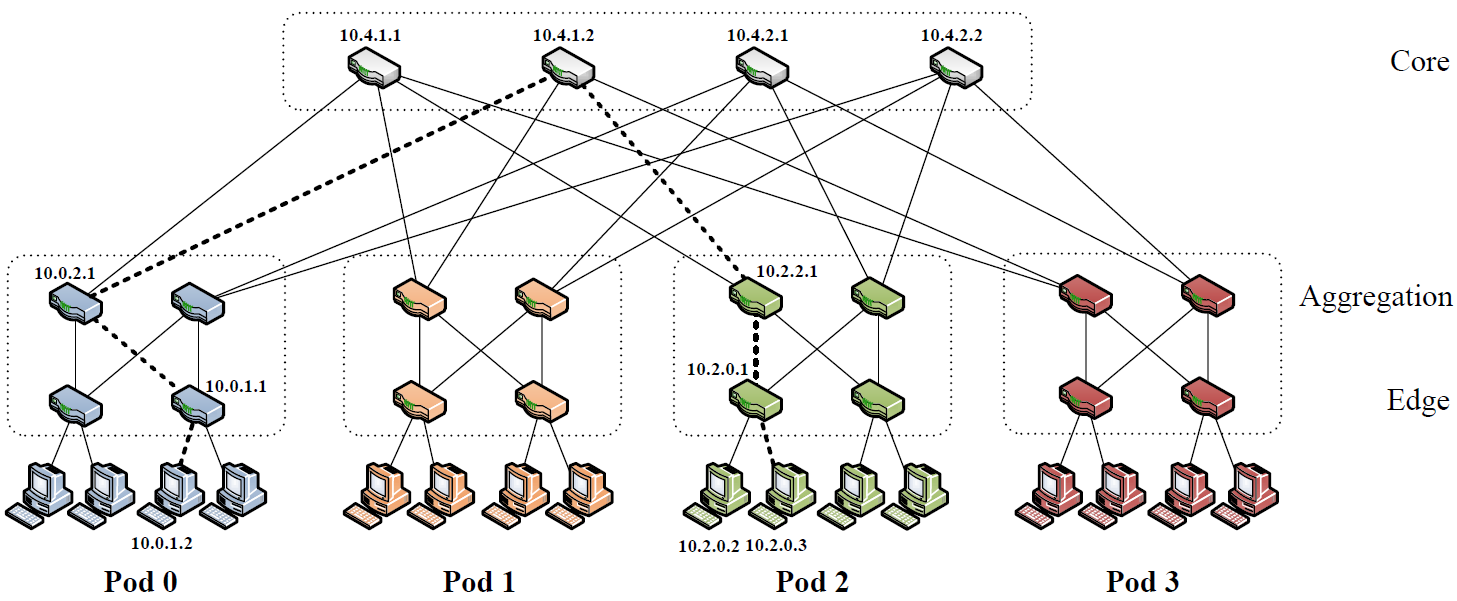 10.4.1.1 10.4.1.2 10.4.2.1 10.4.2.2
Core
10.0.2.1 10.2.2.1
Aggregation
10.0.1.1 10.2.0.1
Edge
10.0.1.2 10.2.0.2 10.2.0.3
Pod 0 Pod 1 Pod 2 Pod 3